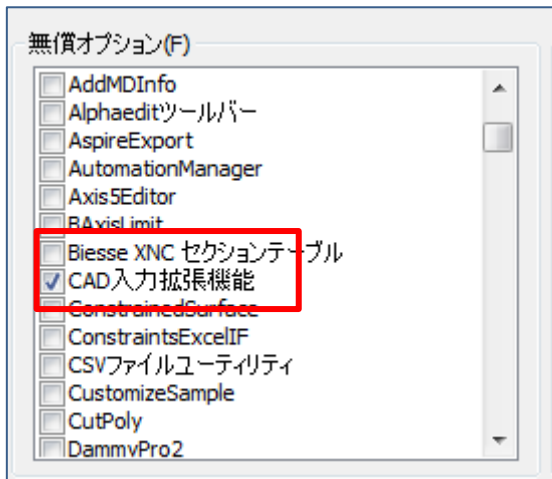 無償オプション(F)
AddMDInfo
Alphaeditツールバー
AspireExport
AutomationManager
Axis5Editor
BAxisLimit
Biesse XNC セクションテーブル
CAD入力拡張機能
ConstrainedSurface
ConstraintsExcelIF
CSVファイルユーティリティ
CustomizeSample
CutPoly
DammyPro2